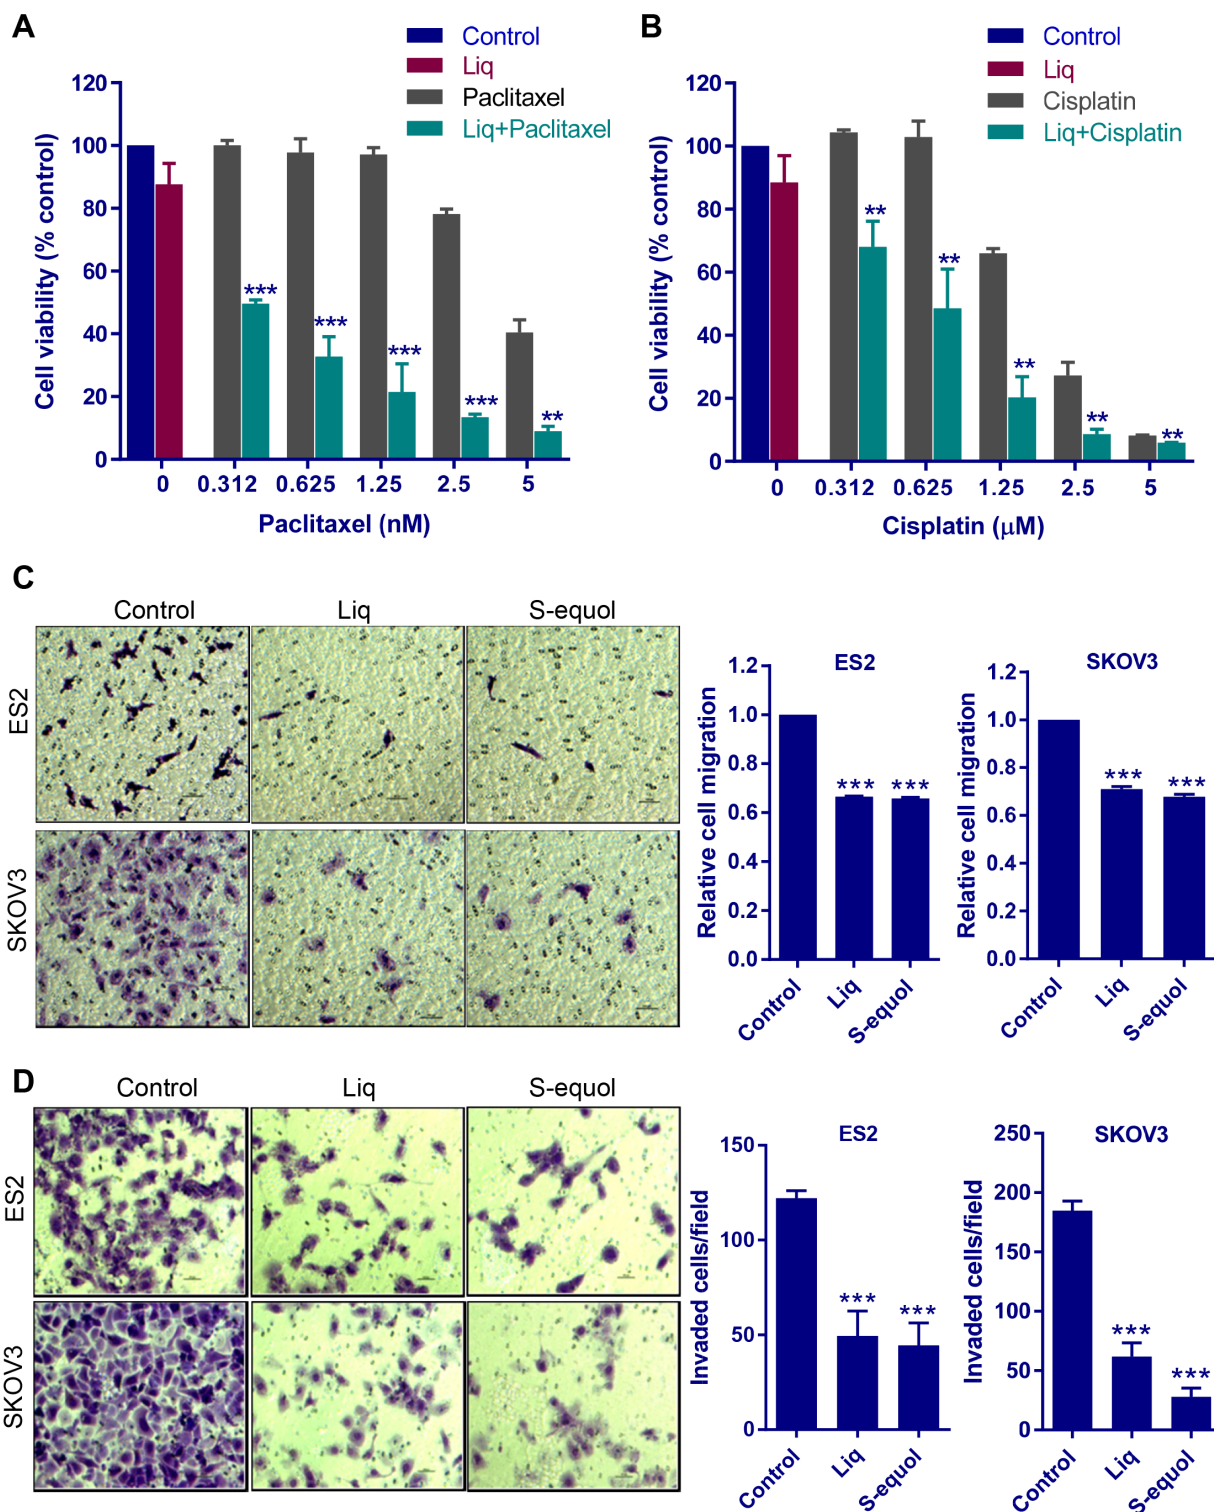 A
Control
Liq
Paclitaxel
Liq+Paclitaxel
120
100
80
60
40
20
0
Cell viability (% control)
***
***
***
***
**
0 0.312 0.625 1.25 2.5 5
Paclitaxel (nM)
B
Control
Liq
Cisplatin
Liq+Cisplatin
120
100
80
60
40
20
0
Cell viability (% control)
**
**
**
**
**
0 0.312 0.625 1.25 2.5 5
Cisplatin (μM)
C
Control Liq S-equol
ES2
SKOV3
ES2
1.2
1.0
0.8
0.6
0.4
0.2
0.0
Relative cell migration
*** ***
Control Liq S-equol
SKOV3
1.2
1.0
0.8
0.6
0.4
0.2
0.0
Relative cell migration
*** ***
Control Liq S-equol
D
Control Liq S-equol
ES2
SKOV3
ES2
150
100
50
0
Invaded cells/field
*** ***
Control Liq S-equol
SKOV3
250
200
150
100
50
0
Invaded cells/field
*** ***
Control Liq S-equol